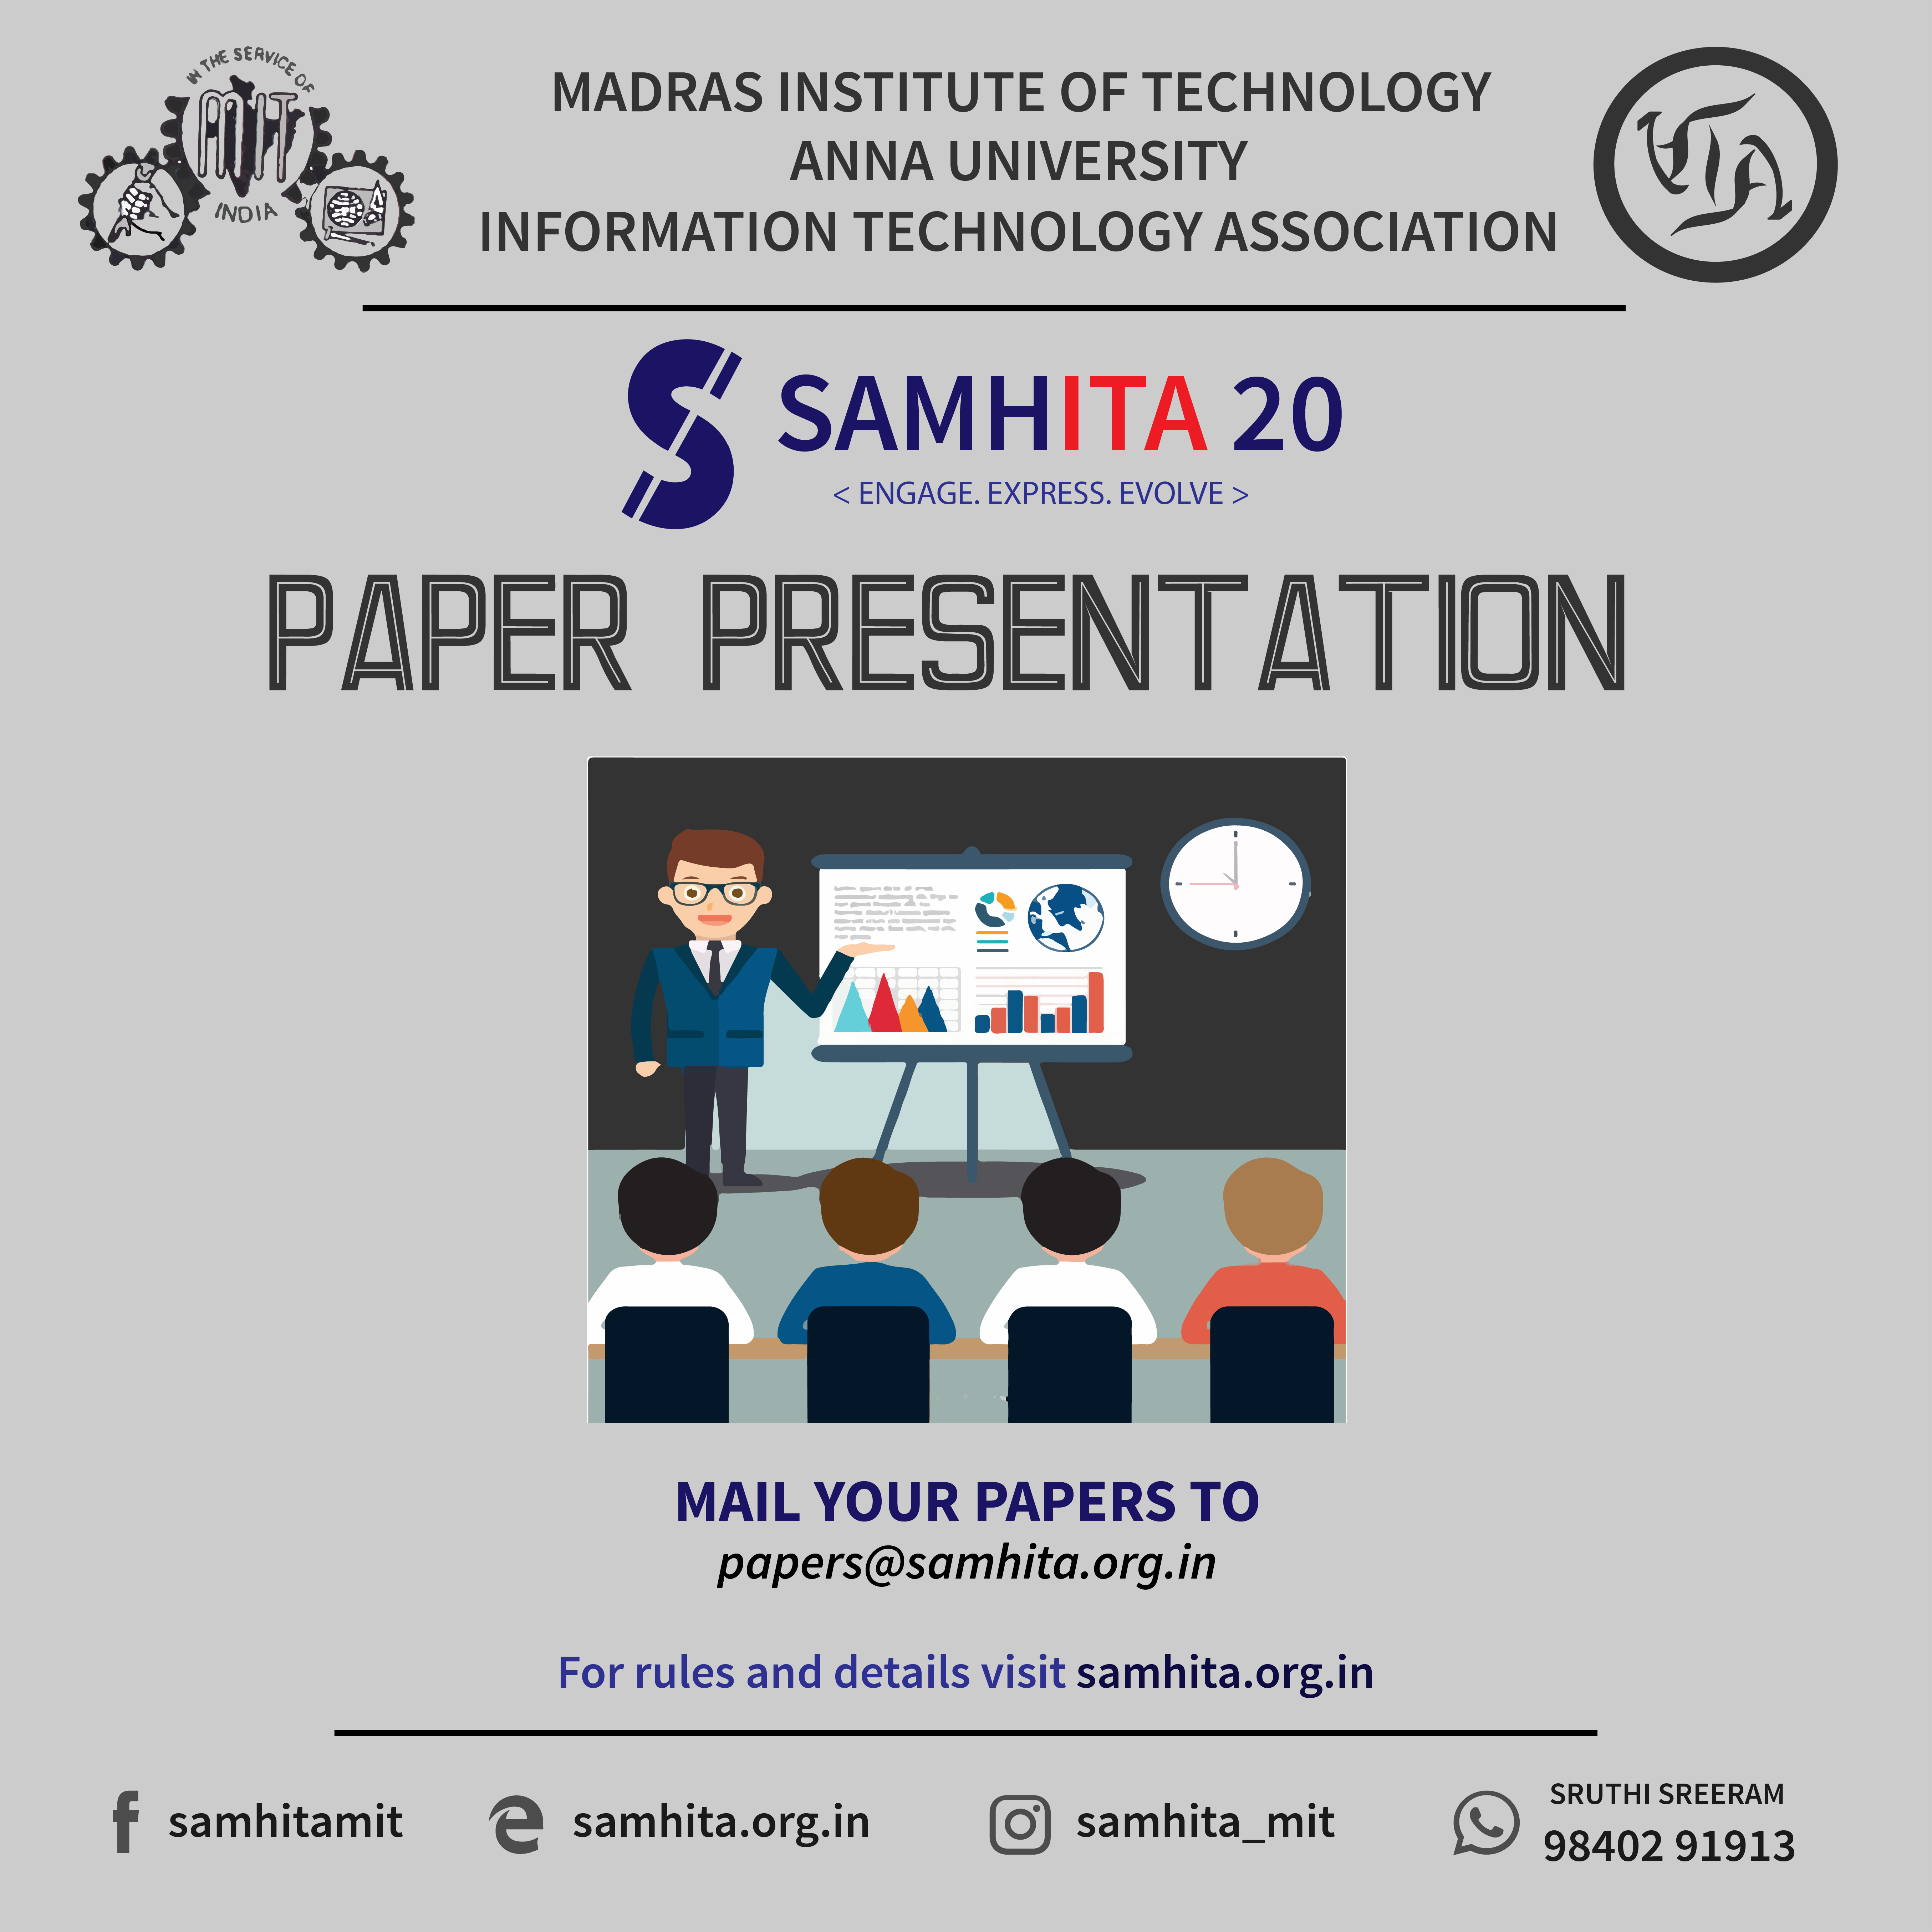 IN THE SERVICE OF
MIT
INDIA
MADRAS INSTITUTE OF TECHNOLOGY
ANNA UNIVERSITY
INFORMATION TECHNOLOGY ASSOCIATION
ITA
S
SAMHITA 20
< ENGAGE. EXPRESS. EVOLVE >
PAPER PRESENTATION
MAIL YOUR PAPERS TO
papers@samhita.org.in
For rules and details visit samhita.org.in
samhitamit
samhita.org.in
samhita_mit
SRUTHI SREERAM
98402 91913